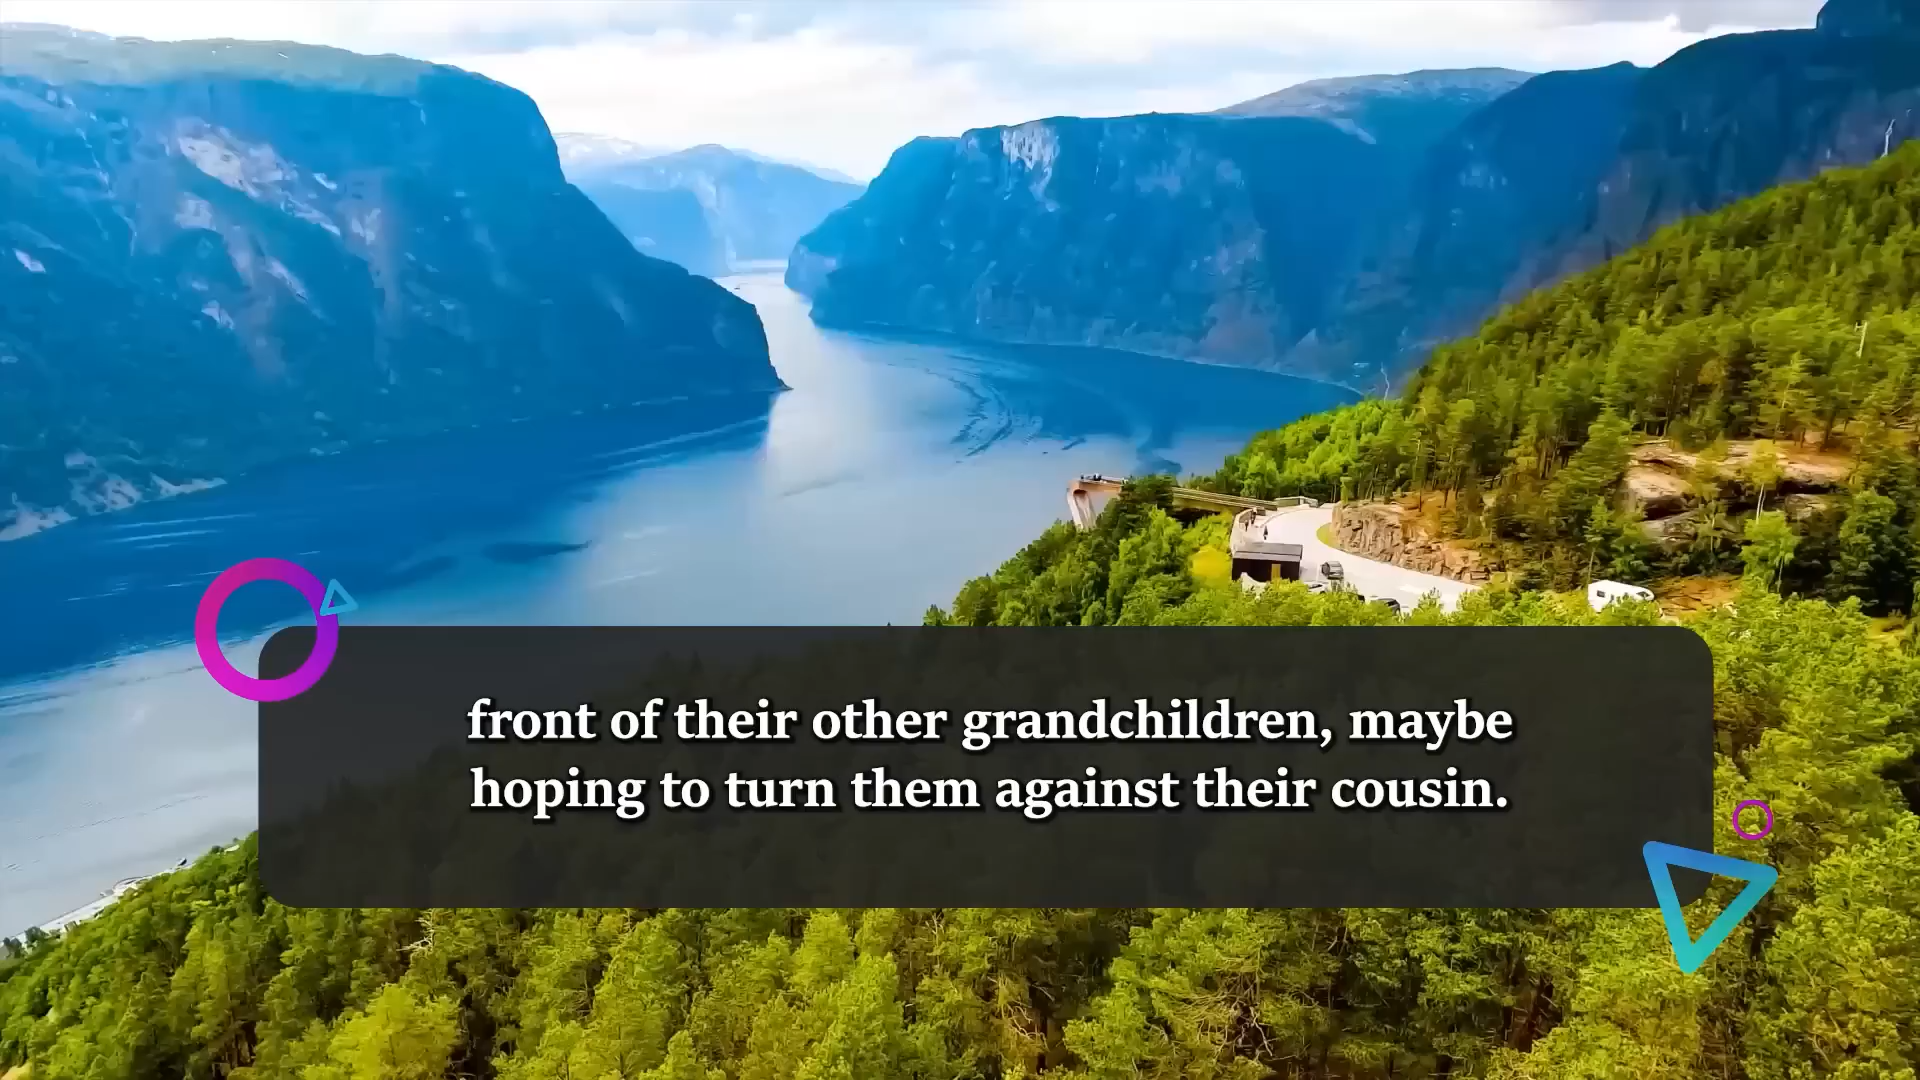 front of their other grandchildren, maybe
hoping to turn them against their cousin.